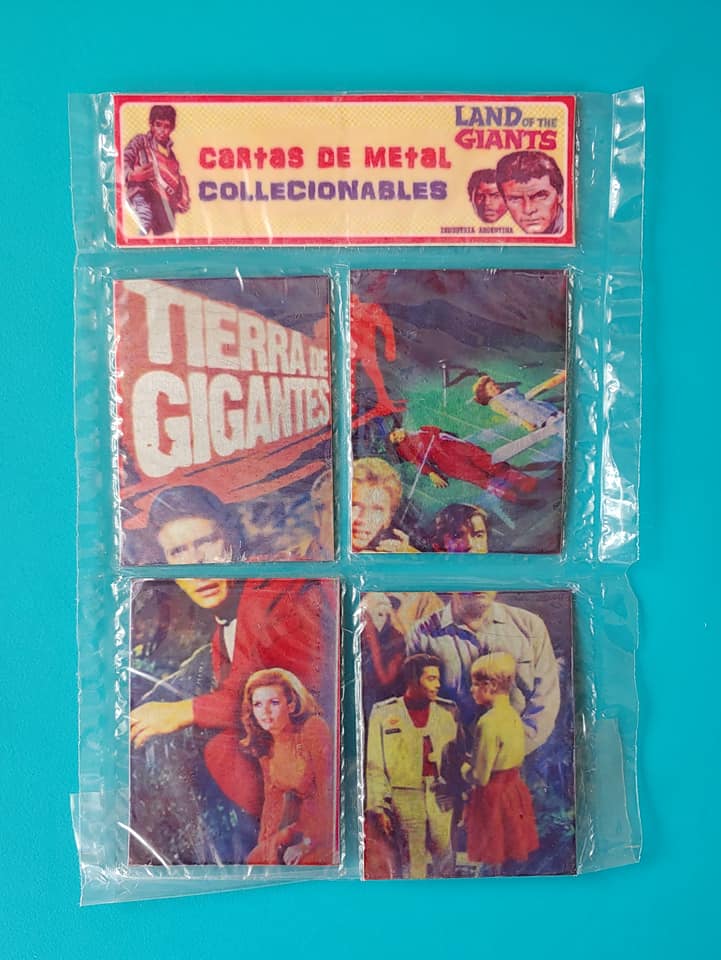 CARTAS DE METAL
COLLECIONABLES
LAND OF THE
GIANTS
INDUSTRIA ARGENTINA
TIERRA DE
GIGANTES